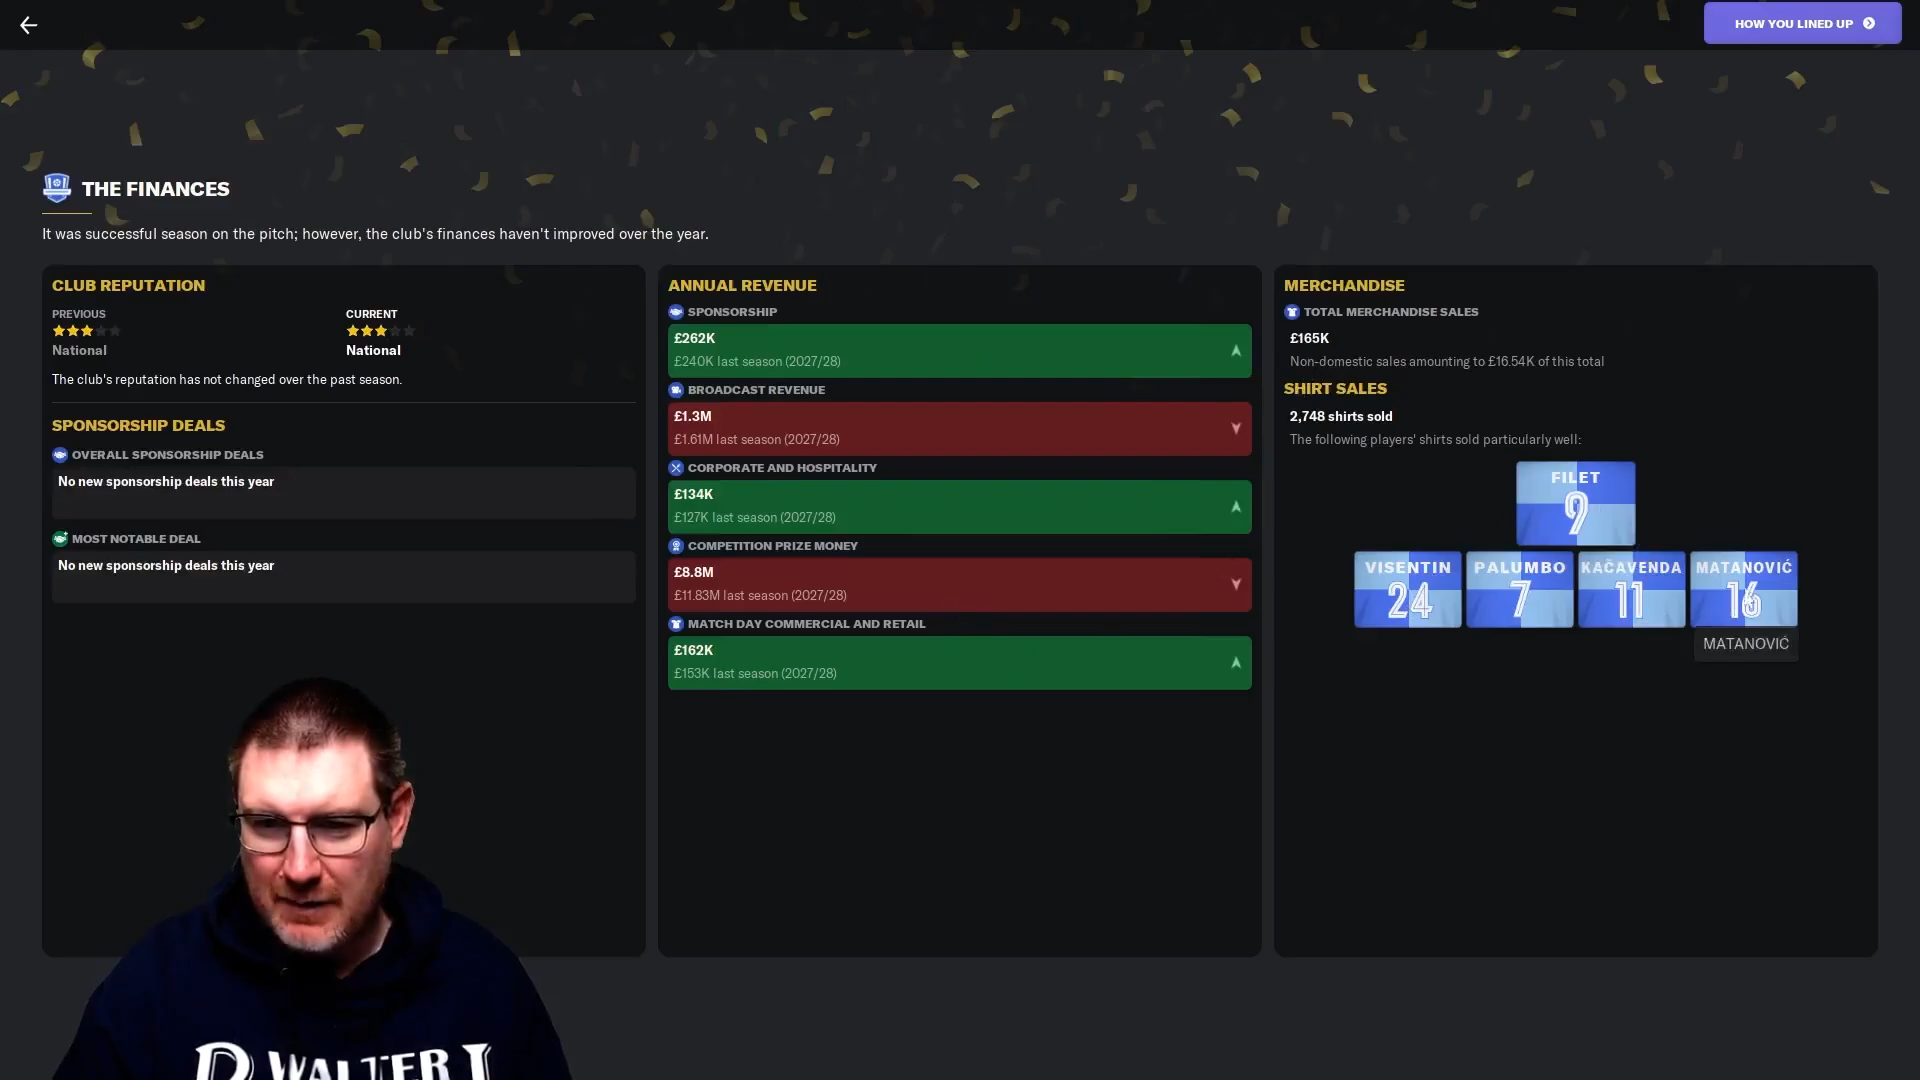 HOW YOU LINED UP
THE FINANCES
It was successful season on the pitch; however, the club's finances haven't improved over the year.
CLUB REPUTATION
PREVIOUS
National
CURRENT
National
The club's reputation has not changed over the past season.
SPONSORSHIP DEALS
OVERALL SPONSORSHIP DEALS
No new sponsorship deals this year
MOST NOTABLE DEAL
No new sponsorship deals this year
ANNUAL REVENUE
SPONSORSHIP
£262K
£240K last season (2027/28)
BROADCAST REVENUE
£1.3M
£1.61M last season (2027/28)
CORPORATE AND HOSPITALITY
£134K
£127K last season (2027/28)
COMPETITION PRIZE MONEY
£8.8M
£11.83M last season (2027/28)
MATCH DAY COMMERCIAL AND RETAIL
£162K
£153K last season (2027/28)
MERCHANDISE
TOTAL MERCHANDISE SALES
£165K
Non-domestic sales amounting to £16.54K of this total
SHIRT SALES
2,748 shirts sold
The following players' shirts sold particularly well:
FILET
9
VISENTIN
24
PALUMBO
7
KAČAVENDA
11
MATANOVIĆ
16
MATANOVIĆ